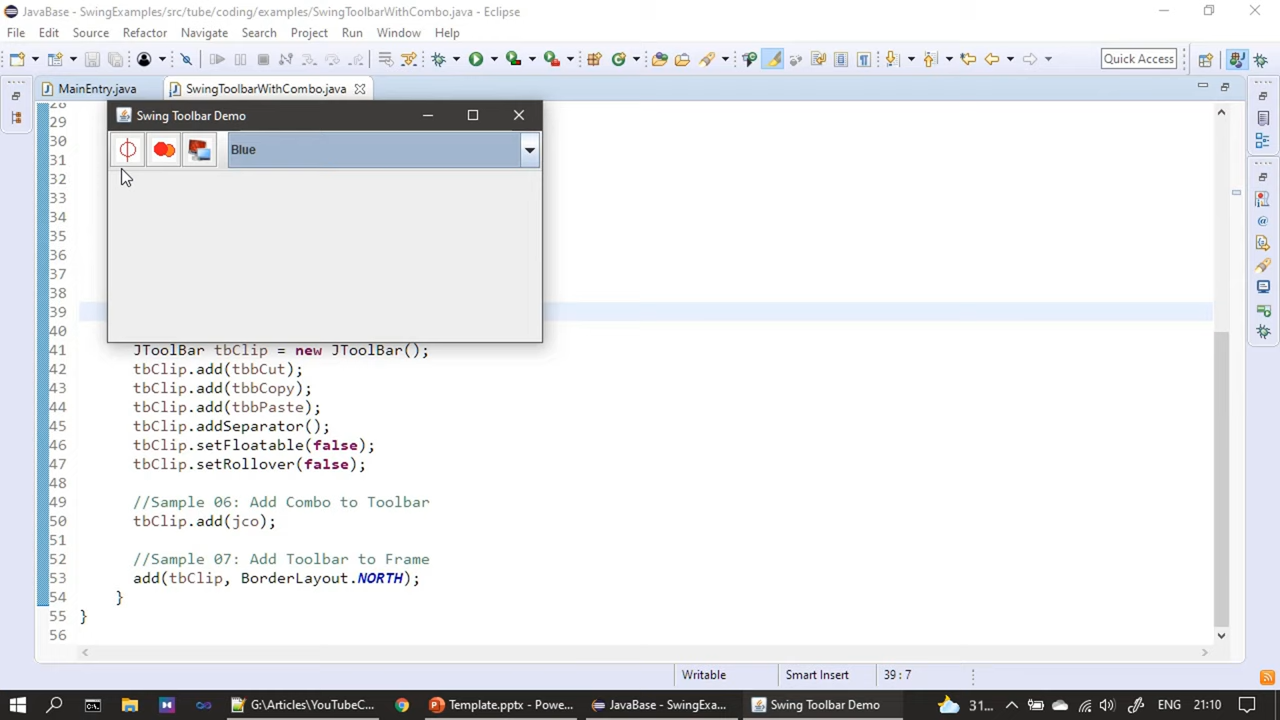 JavaBase - SwingExamples/src/tube/coding/examples/SwingToolbarWithCombo.java - Eclipse
File Edit Source Refactor Navigate Search Project Run Window Help
Quick Access
MainEntry.java SwingToolbarWithCombo.java
Swing Toolbar Demo
Blue
28
29
30
31
32
33
34
35
36
37
38
39
40
41 JToolBar tbClip = new JToolBar();
42 tbClip.add(tbbCut);
43 tbClip.add(tbbCopy);
44 tbClip.add(tbbPaste);
45 tbClip.addSeparator();
46 tbClip.setFloatable(false);
47 tbClip.setRollover(false);
48
49 //Sample 06: Add Combo to Toolbar
50 tbClip.add(jco);
51
52 //Sample 07: Add Toolbar to Frame
53 add(tbClip, BorderLayout.NORTH);
54 }
55 }
56
Writable Smart Insert 39 : 7
G:\Articles\YouTubeC... Template.pptx - Powe... JavaBase - SwingExam... Swing Toolbar Demo 31... ENG 21:10